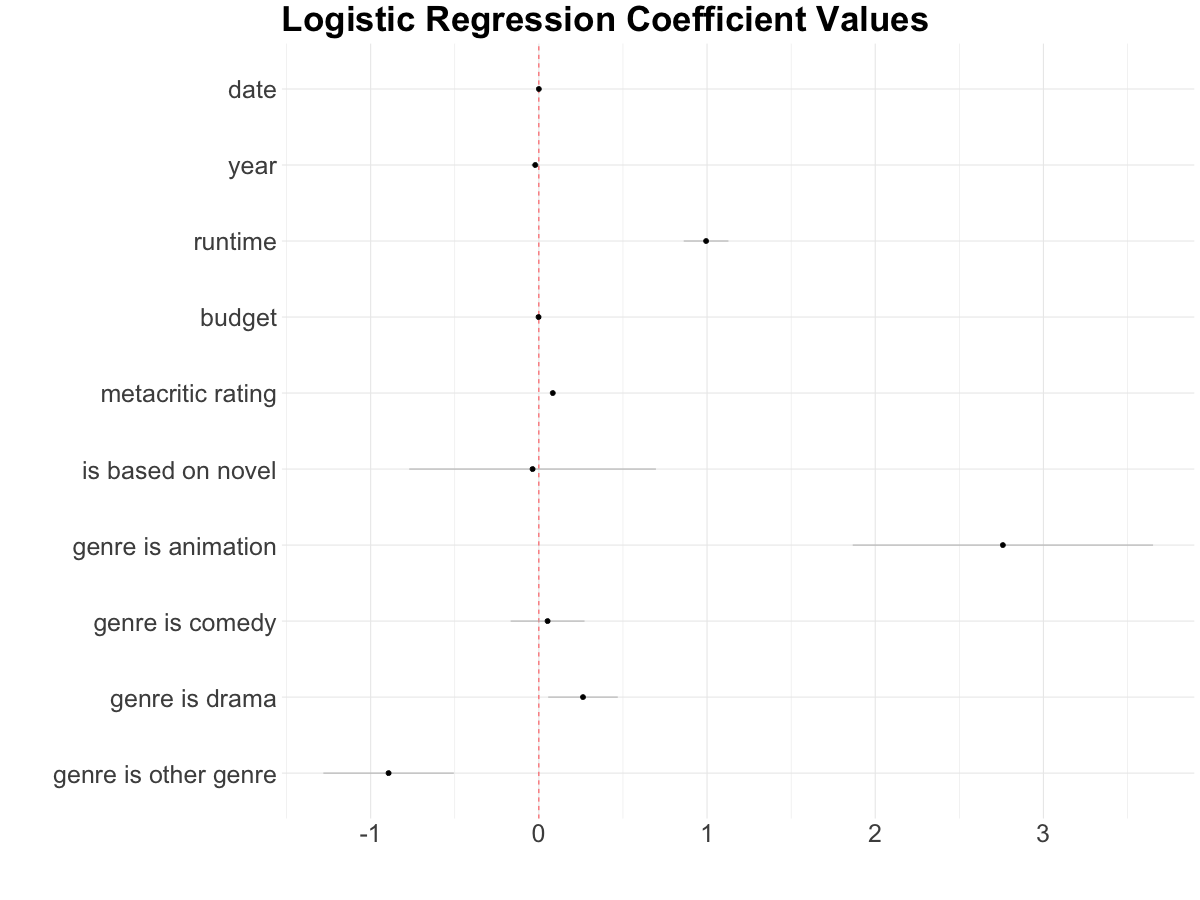 Logistic Regression Coefficient Values
date
year
runtime
budget
metacritic rating
is based on novel
genre is animation
genre is comedy
genre is drama
genre is other genre
-1 0 1 2 3